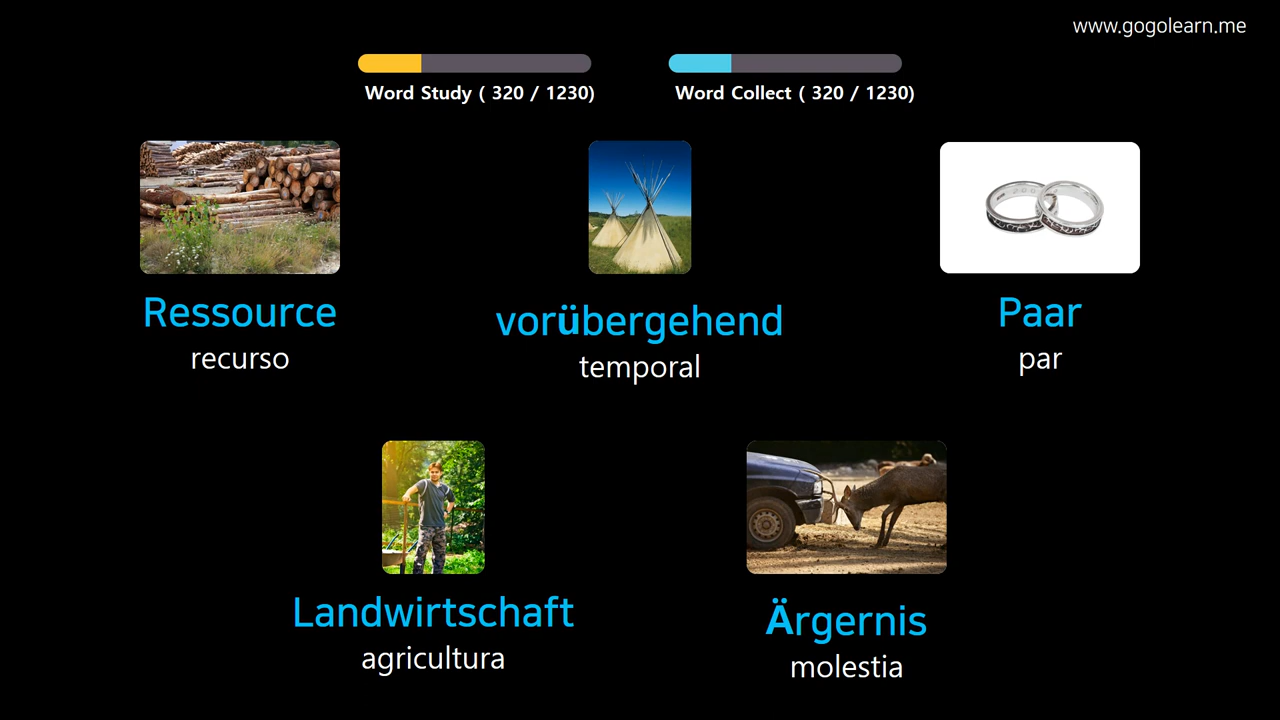 www.gogolearn.me
Word Study ( 320 / 1230)
Word Collect ( 320 / 1230)
Ressource
recurso
vorübergehend
temporal
Paar
par
Landwirtschaft
agricultura
Ärgernis
molestia